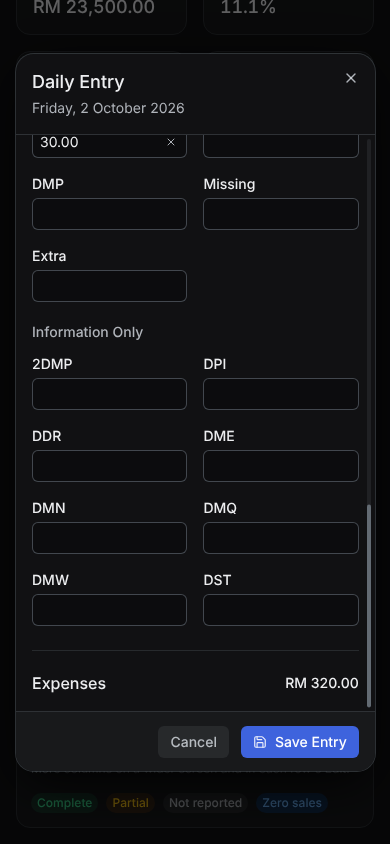 RM 23,500.00 11.1%
Daily Entry
Friday, 2 October 2026
30.00
DMP Missing
Extra
Information Only
2DMP DPI
DDR DME
DMN DMQ
DMW DST
Expenses RM 320.00
Cancel Save Entry
Complete Partial Not reported Zero sales